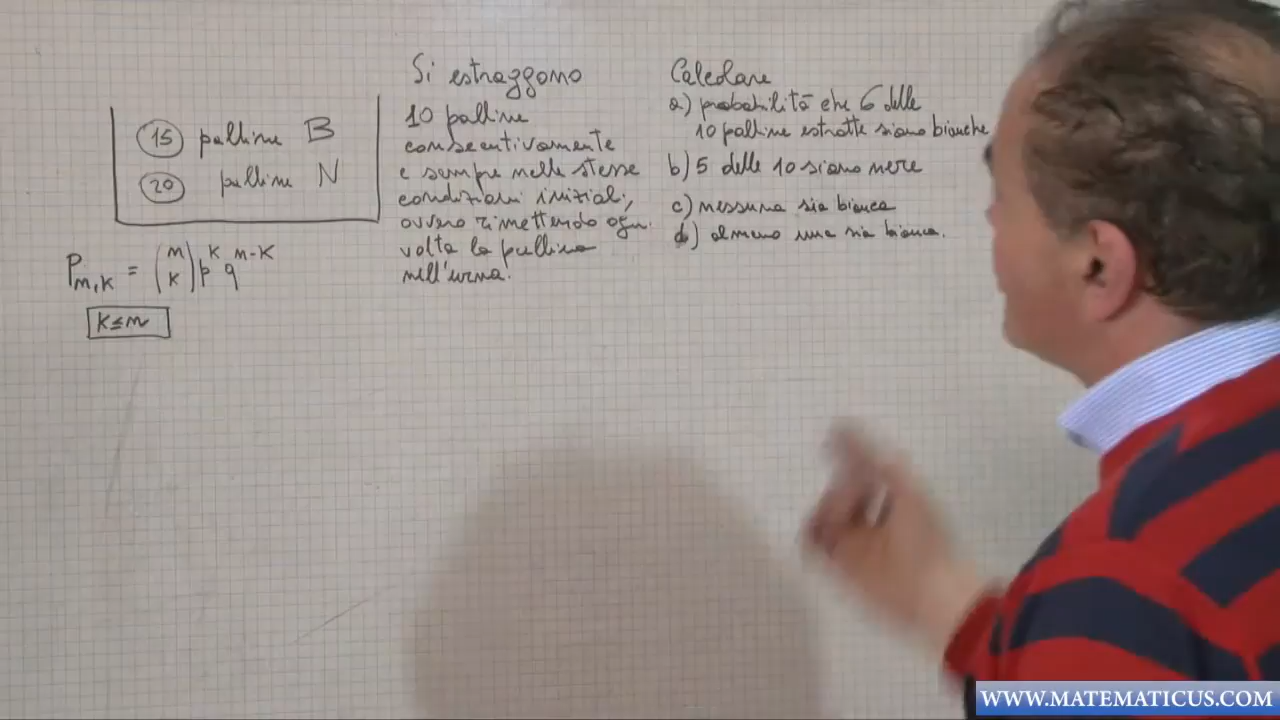 15 palline B
20 palline N
P n,k = (n k) p^k q^n-k
k≤n
Si estraggono
10 palline
consecutivamente
e sempre nelle stesse
condizioni iniziali,
ovvero rimettendo ogni
volta la pallina
nell'urna.
Calcolare
a) probabilità che 6 delle
10 palline estratte siano bianche
b) 5 delle 10 siano nere
c) nessuna sia bianca
d) almeno una sia bianca.
WWW.MATEMATICUS.COM